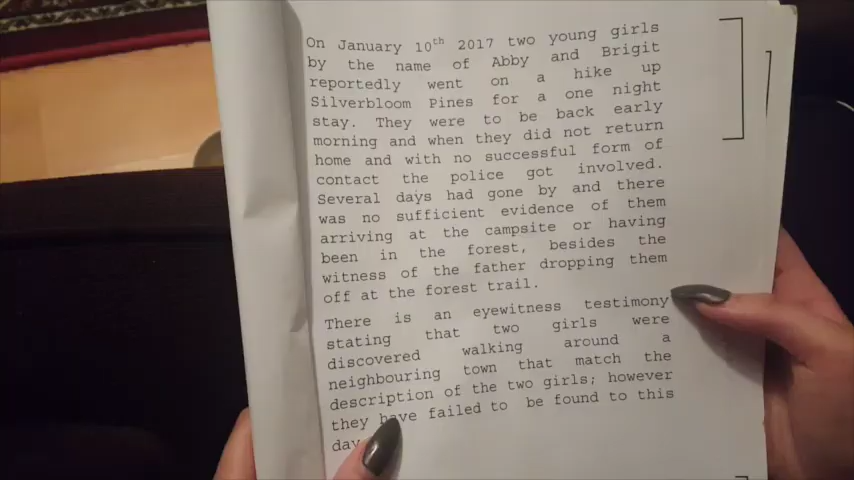 On January 10th 2017 two young girls
by the name of Abby and Brigit
reportedly went on a hike up
Silverbloom Pines for a one night
stay. They were to be back early
morning and when they did not return
home and with no successful form of
contact the police got involved.
Several days had gone by and there
was no sufficient evidence of them
arriving at the campsite or having
been in the forest, besides the
witness of the father dropping them
off at the forest trail.
There is an eyewitness testimony
stating that two girls were
discovered walking around a
neighbouring town that match the
description of the two girls; however
they have failed to be found to this
day